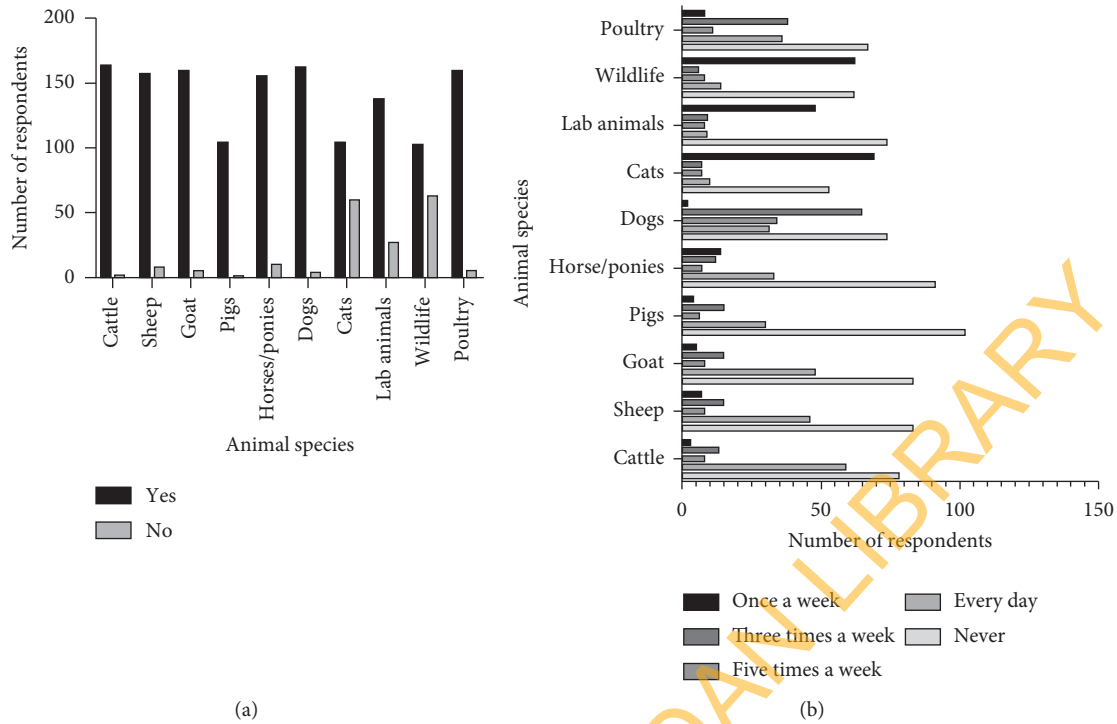 200
150
100
50
0
Number of respondents
Cattle
Sheep
Goat
Pigs
Horses/ponies
Dogs
Cats
Lab animals
Wildlife
Poultry
Animal species
Yes
No
(a)
Animal species
Poultry
Wildlife
Lab animals
Cats
Dogs
Horse/ponies
Pigs
Goat
Sheep
Cattle
0 50 100 150
Number of respondents
Once a week
Three times a week
Five times a week
Every day
Never
(b)
LIBRARY